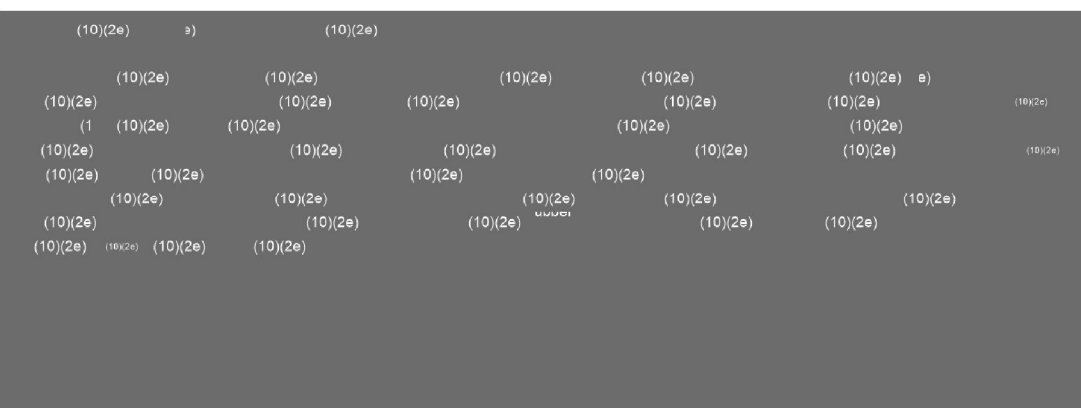 (10)(2e) e) (10)(2e)
(10)(2e) (10)(2e) (10)(2e) (10)(2e) (10)(2e) e)
(10)(2e) (10)(2e) (10)(2e) (10)(2e) (10)(2e) (10)(2e)
(1 (10)(2e) (10)(2e) (10)(2e) (10)(2e)
(10)(2e) (10)(2e) (10)(2e) (10)(2e) (10)(2e) (10)(2e)
(10)(2e) (10)(2e) (10)(2e) (10)(2e)
(10)(2e) (10)(2e) (10)(2e) (10)(2e) (10)(2e)
(10)(2e) (10)(2e) (10)(2e) (10)(2e) (10)(2e)
(10)(2e) (10)(2e) (10)(2e) (10)(2e)